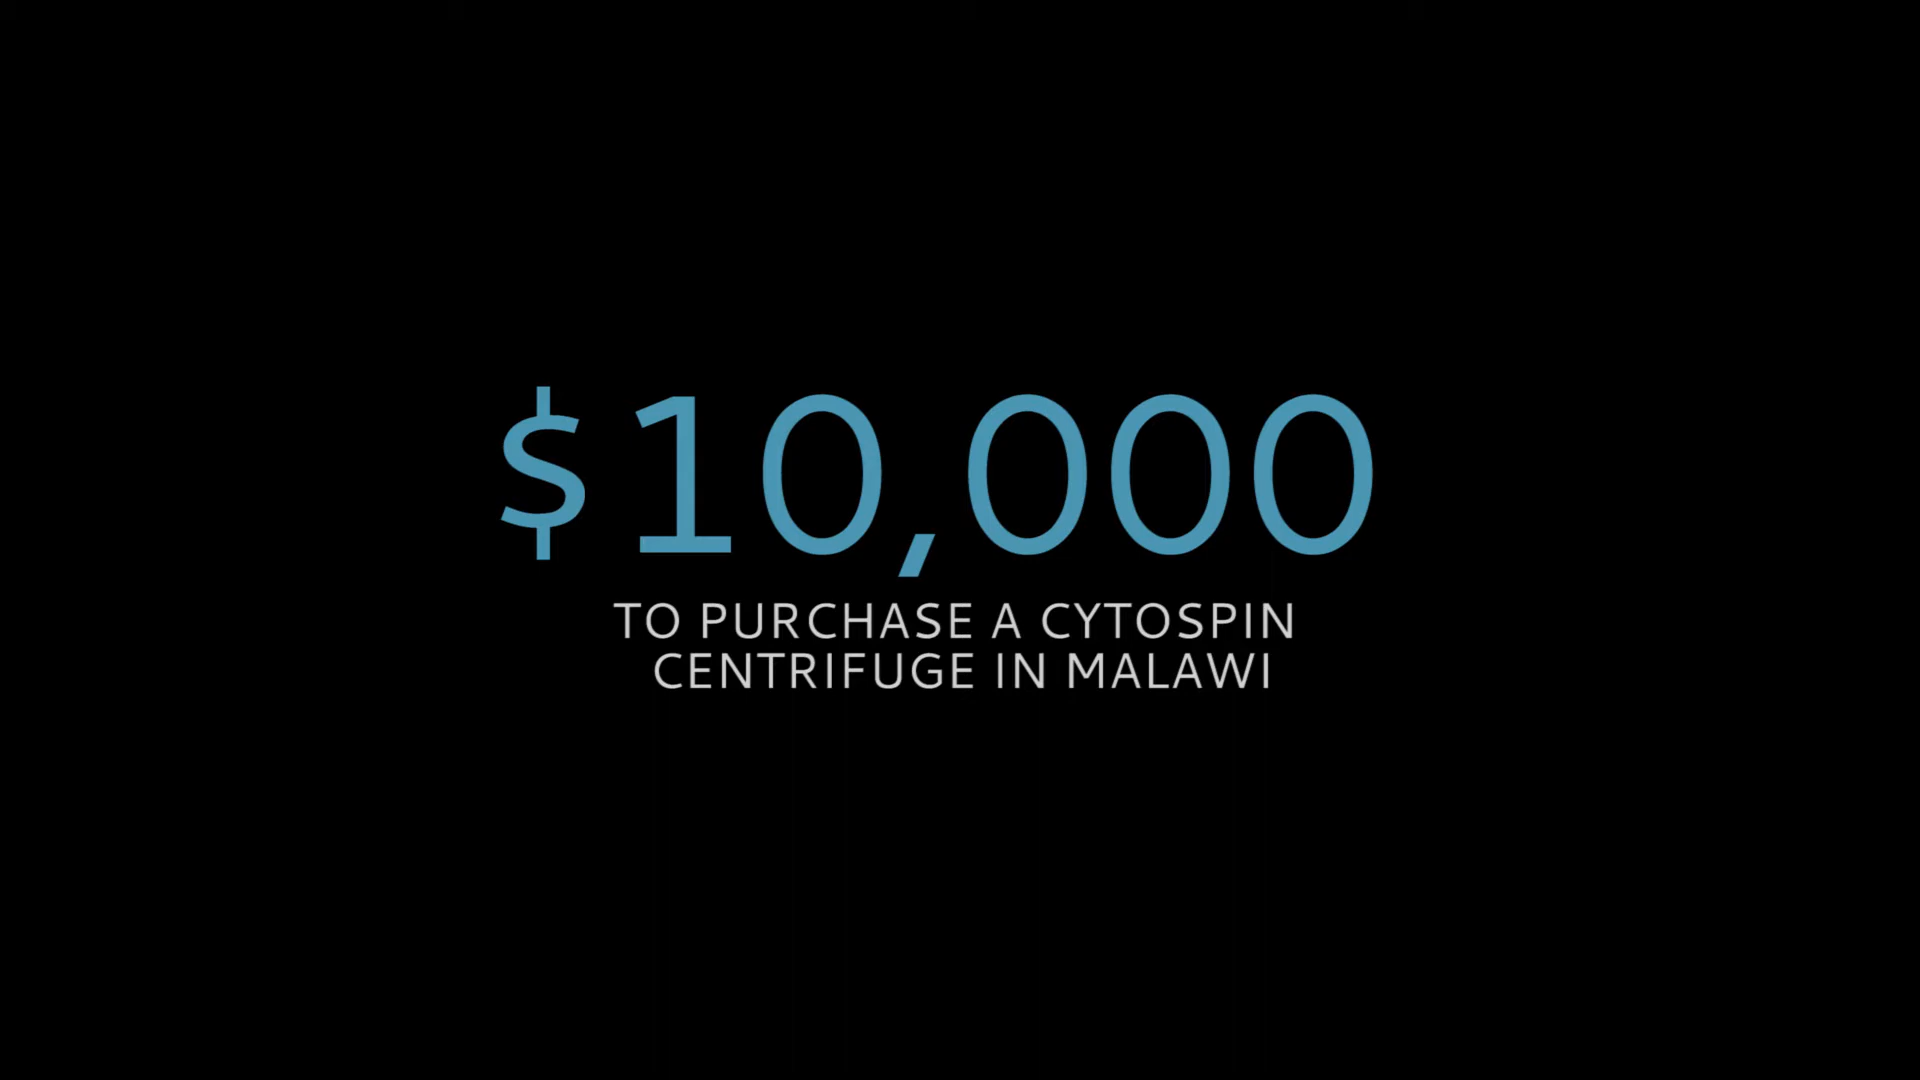 $10,000
TO PURCHASE A CYTOSPIN
CENTRIFUGE IN MALAWI